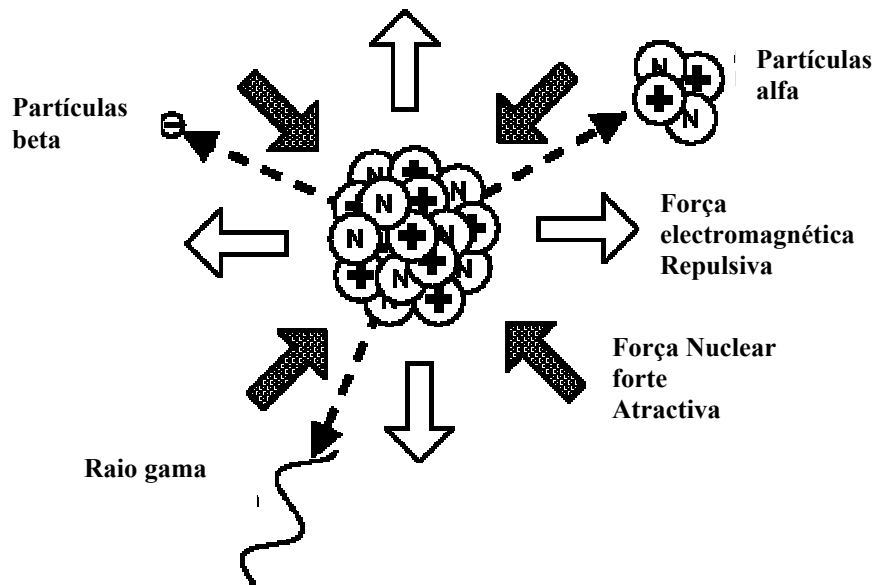 Partículas
alfa
Partículas
beta
Força
electromagnética
Repulsiva
Força Nuclear
forte
Atractiva
Raio gama
N
N
N
N
N
N
N
N
N
N